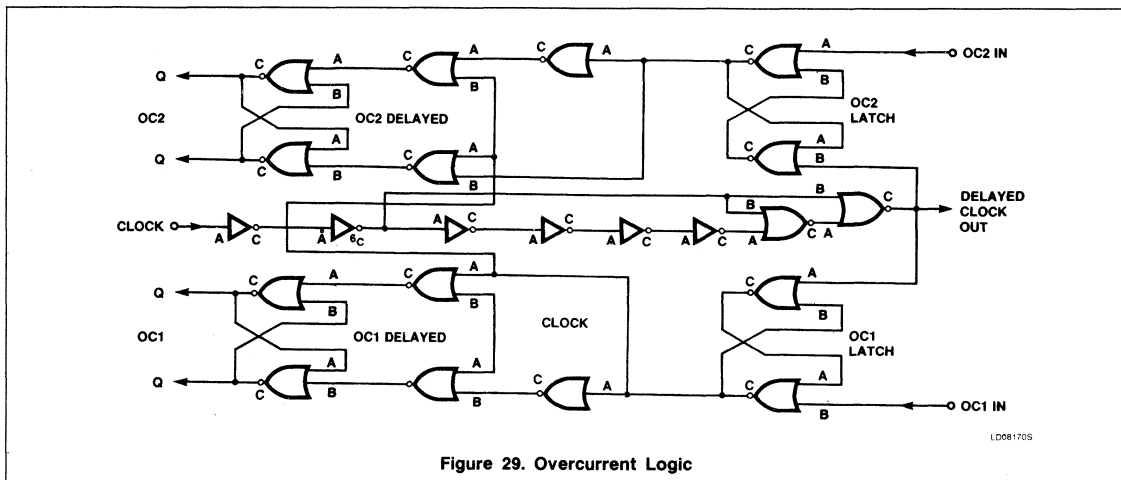 C A C A C A C A OC2 IN
Q
B B B
OC2 OC2 DELAYED OC2 LATCH
A A A
Q
C B C B C B
B B C DELAYED CLOCK OUT
CLOCK A C A 6C A C A C A C A C A C A
C A C A C A
Q
B B CLOCK B
OC1 OC1 DELAYED OC1 LATCH
A A C A A
Q
C B C B C B OC1 IN
LD08170S
Figure 29. Overcurrent Logic